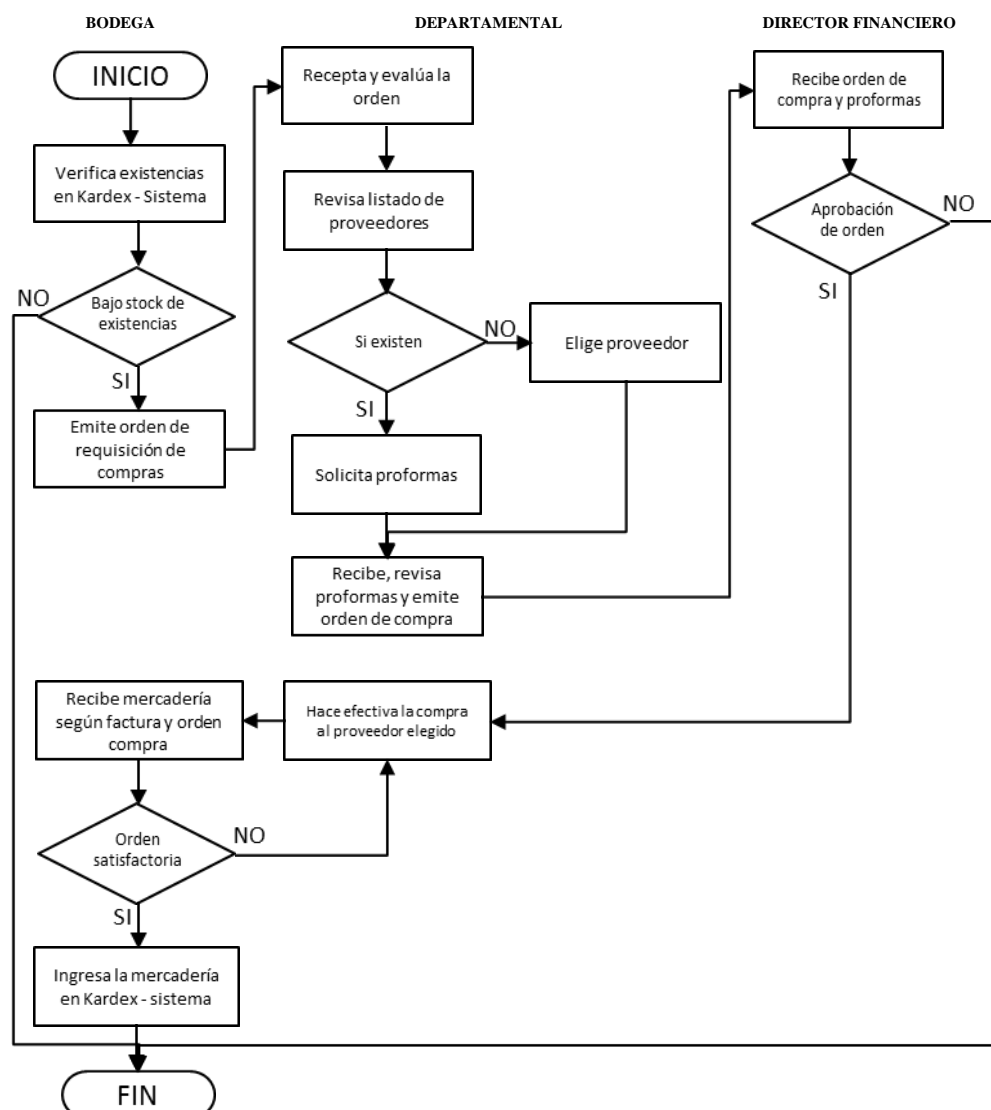 BODEGA
DEPARTAMENTAL
DIRECTOR FINANCIERO
INICIO
Verifica existencias
en Kardex - Sistema
NO
Bajo stock de
existencias
SI
Emite orden de
requisición de
compras
Recepta y evalúa la
orden
Revisa listado de
proveedores
Si existen
NO
Elige proveedor
SI
Solicita proformas
Recibe, revisa
proformas y emite
orden de compra
Recibe orden de
compra y proformas
Aprobación
de orden
NO
SI
Hace efectiva la compra
al proveedor elegido
Recibe mercadería
según factura y orden
compra
Orden
satisfactoria
NO
SI
Ingresa la mercadería
en Kardex - sistema
FIN